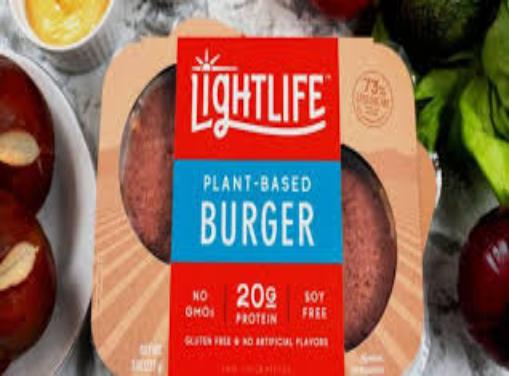 LIGHTLIFE
PLANT-BASED
BURGER
NO
GMOs
20G
PROTEIN
SOY
FREE
GLUTEN FREE & NO ARTIFICIAL FLAVORS